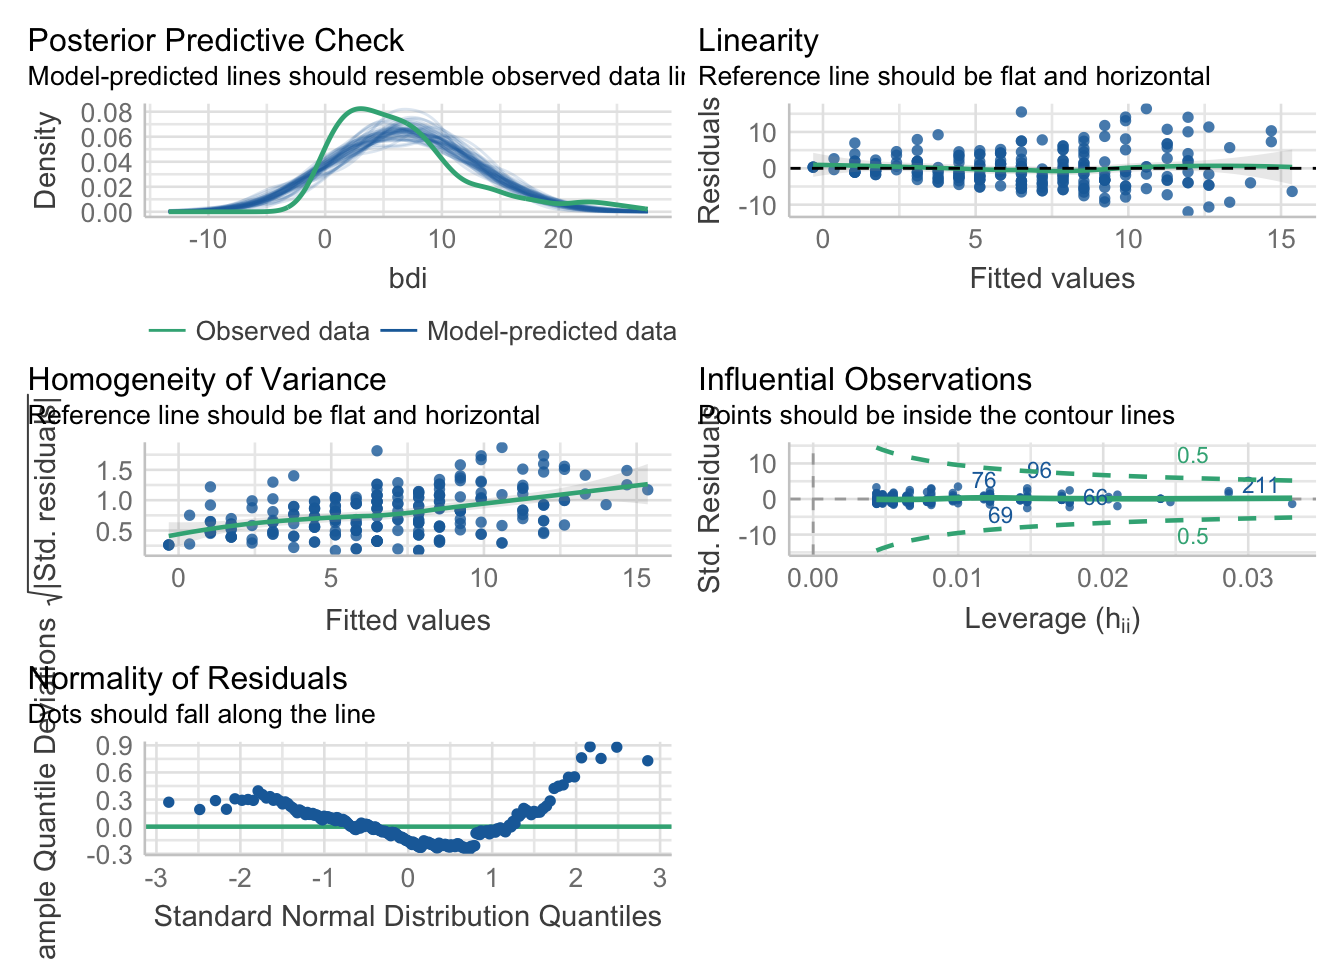 Posterior Predictive Check
Model-predicted lines should resemble observed data lin
Density
0.08
0.06
0.04
0.02
0.00
-10 0 10 20
bdi
Observed data Model-predicted data
Linearity
Reference line should be flat and horizontal
Residuals
10
0
-10
0 5 10 15
Fitted values
Homogeneity of Variance
Reference line should be flat and horizontal
√|Std. residuals|
1.5
1.0
0.5
0 5 10 15
Fitted values
Influential Observations
Points should be inside the contour lines
Std. Residuals
10
0
-10
0.5
96
76
211
66
69
0.5
0.00 0.01 0.02 0.03
Leverage (hii)
Normality of Residuals
Dots should fall along the line
ample Quantile Deviations
0.9
0.6
0.3
0.0
-0.3
-3 -2 -1 0 1 2 3
Standard Normal Distribution Quantiles